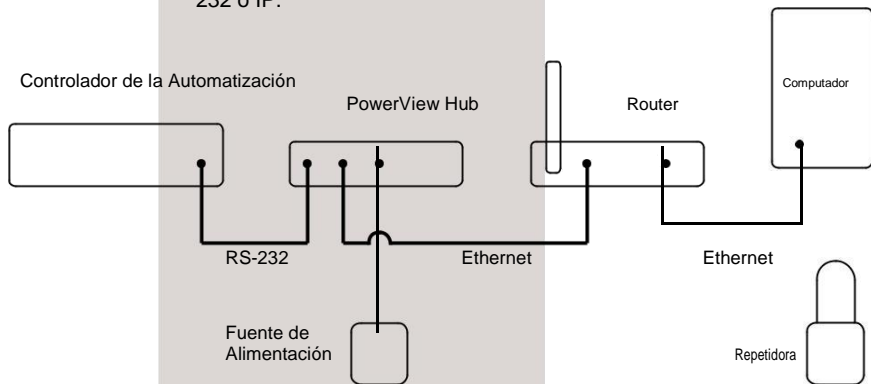 232 o IP.
Controlador de la Automatización
PowerView Hub
Router
Computador
RS-232
Ethernet
Ethernet
Fuente de
Alimentación
Repetidora